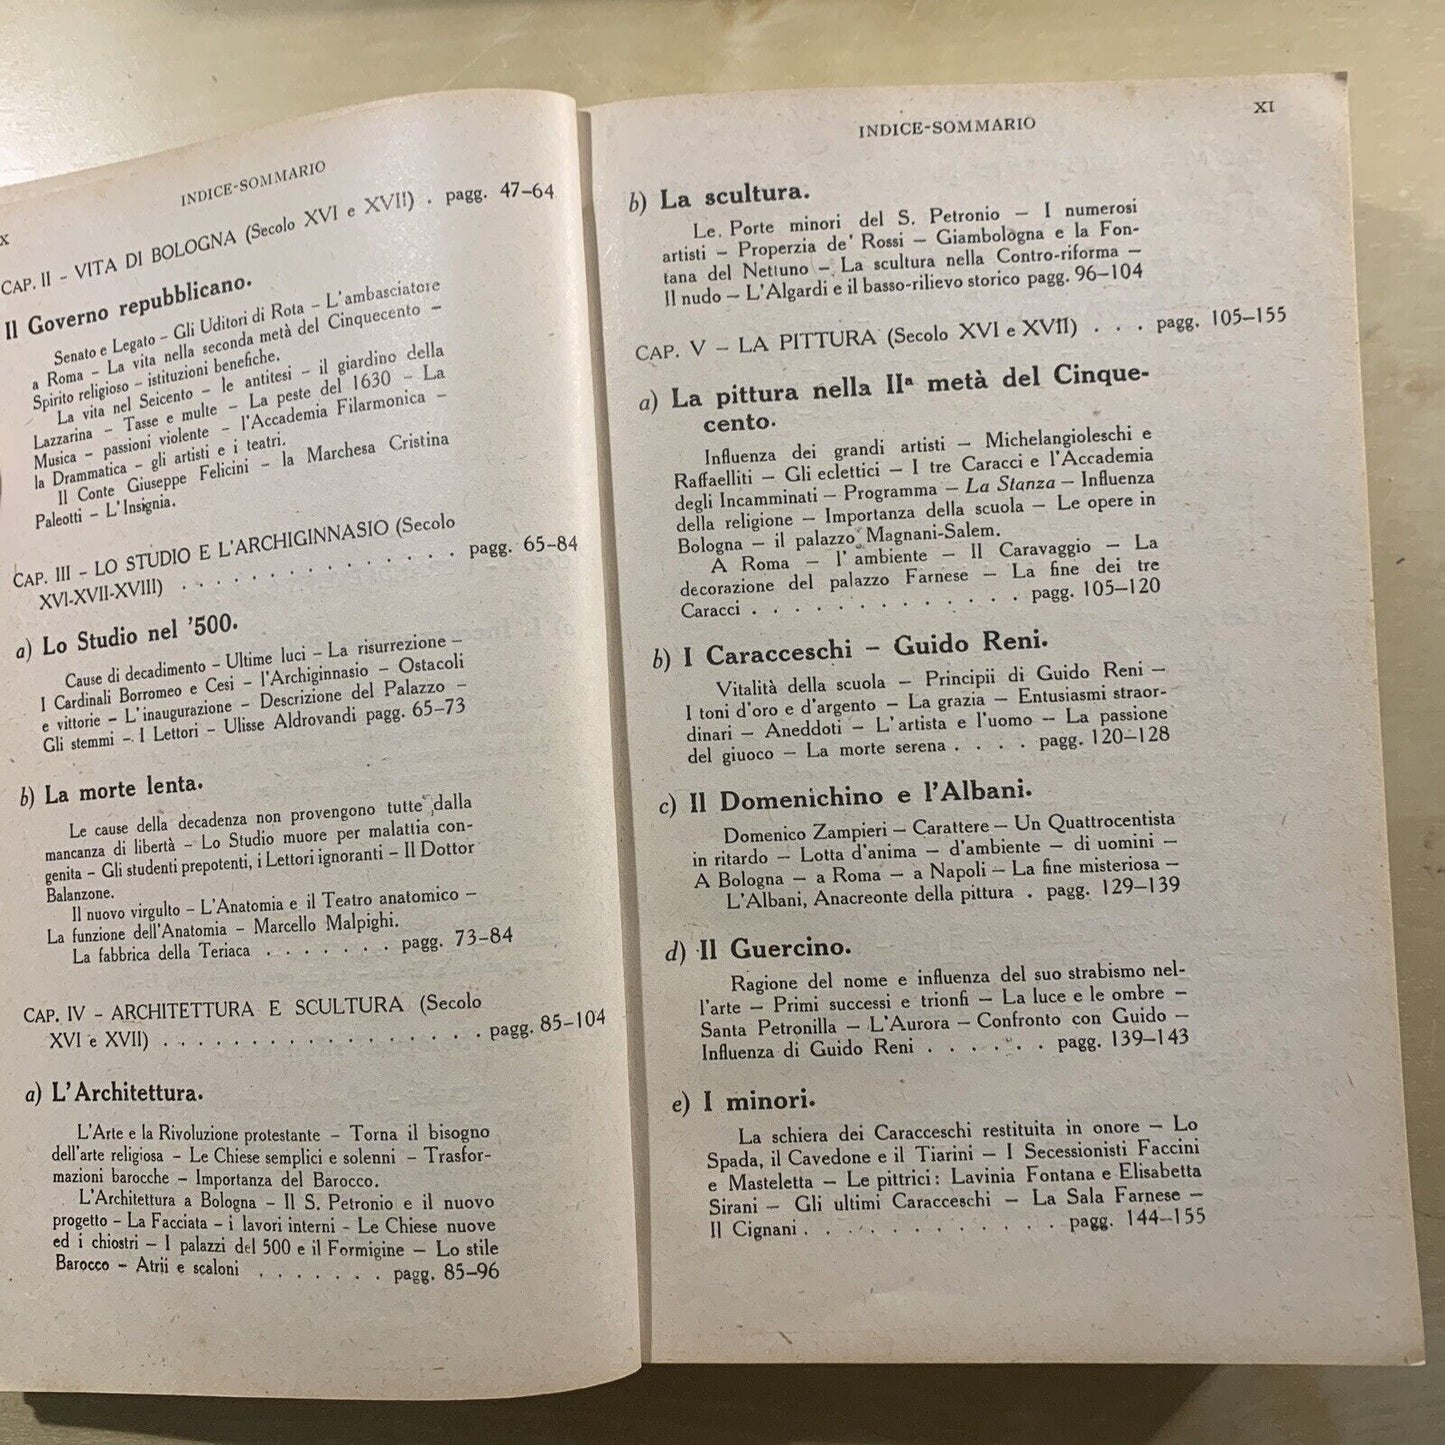 X
INDICE-SOMMARIO
CAP. II – VITA DI BOLOGNA (Secolo XVI e XVII) . pagg. 47–64
Il Governo repubblicano.
Senato e Legato – Gli Uditori di Rota – L'ambasciatore
a Roma – La vita nella seconda metà del Cinquecento –
Spirito religioso – istituzioni benefiche.
La vita nel Seicento – le antitesi – il giardino della
Lazzarina – Tasse e multe – La peste del 1630 – La
Musica – passioni violente – l'Accademia Filarmonica –
la Drammatica – gli artisti e i teatri.
Il Conte Giuseppe Felicini – la Marchesa Cristina
Paleotti – L'Insignia.
CAP. III – LO STUDIO E L'ARCHIGINNASIO (Secolo
XVI-XVII-XVIII) . . . . . . . . . . . . pagg. 65–84
a) Lo Studio nel '500.
Cause di decadimento – Ultime luci – La risurrezione –
I Cardinali Borromeo e Cesi – l'Archiginnasio – Ostacoli
e vittorie – L'inaugurazione – Descrizione del Palazzo –
Gli stemmi – I Lettori – Ulisse Aldrovandi pagg. 65–73
b) La morte lenta.
Le cause della decadenza non provengono tutte dalla
mancanza di libertà – Lo Studio muore per malattia con-
genita – Gli studenti prepotenti, i Lettori ignoranti – Il Dottor
Balanzone.
Il nuovo virgulto – L'Anatomia e il Teatro anatomico –
La funzione dell'Anatomia – Marcello Malpighi.
La fabbrica della Teriaca . . . . . . . pagg. 73–84
CAP. IV – ARCHITETTURA E SCULTURA (Secolo
XVI e XVII) . . . . . . . . . . . . . . . pagg. 85–104
a) L'Architettura.
L'Arte e la Rivoluzione protestante – Torna il bisogno
dell'arte religiosa – Le Chiese semplici e solenni – Trasfor-
mazioni barocche – Importanza del Barocco.
L'Architettura a Bologna – Il S. Petronio e il nuovo
progetto – La Facciata – i lavori interni – Le Chiese nuove
ed i chiostri – I palazzi del 500 e il Formigine – Lo stile
Barocco – Atrii e scaloni . . . . . . . pagg. 85–96
INDICE-SOMMARIO
XI
b) La scultura.
Le Porte minori del S. Petronio – I numerosi
artisti – Properzia de' Rossi – Giambologna e la Fon-
tana del Nettuno – La scultura nella Contro-riforma –
Il nudo – L'Algardi e il basso-rilievo storico pagg. 96–104
CAP. V – LA PITTURA (Secolo XVI e XVII) . . . pagg. 105–155
a) La pittura nella IIª metà del Cinque-
cento.
Influenza dei grandi artisti – Michelangioleschi e
Raffaelliti – Gli eclettici – I tre Caracci e l'Accademia
degli Incamminati – Programma – La Stanza – Influenza
della religione – Importanza della scuola – Le opere in
Bologna – il palazzo Magnani-Salem.
A Roma – l'ambiente – Il Caravaggio – La
decorazione del palazzo Farnese – La fine dei tre
Caracci . . . . . . . . . . . . . pagg. 105–120
b) I Caracceschi – Guido Reni.
Vitalità della scuola – Principii di Guido Reni –
I toni d'oro e d'argento – La grazia – Entusiasmi straor-
dinari – Aneddoti – L'artista e l'uomo – La passione
del giuoco – La morte serena . . . . pagg. 120–128
c) Il Domenichino e l'Albani.
Domenico Zampieri – Carattere – Un Quattrocentista
in ritardo – Lotta d'anima – d'ambiente – di uomini –
A Bologna – a Roma – a Napoli – La fine misteriosa –
L'Albani, Anacreonte della pittura . pagg. 129–139
d) Il Guercino.
Ragione del nome e influenza del suo strabismo nel-
l'arte – Primi successi e trionfi – La luce e le ombre –
Santa Petronilla – L'Aurora – Confronto con Guido –
Influenza di Guido Reni . . . . . . pagg. 139–143
e) I minori.
La schiera dei Caracceschi restituita in onore – Lo
Spada, il Cavedone e il Tiarini – I Secessionisti Faccini
e Masteletta – Le pittrici: Lavinia Fontana e Elisabetta
Sirani – Gli ultimi Caracceschi – La Sala Farnese –
Il Cignani . . . . . . . . . . . pagg. 144–155